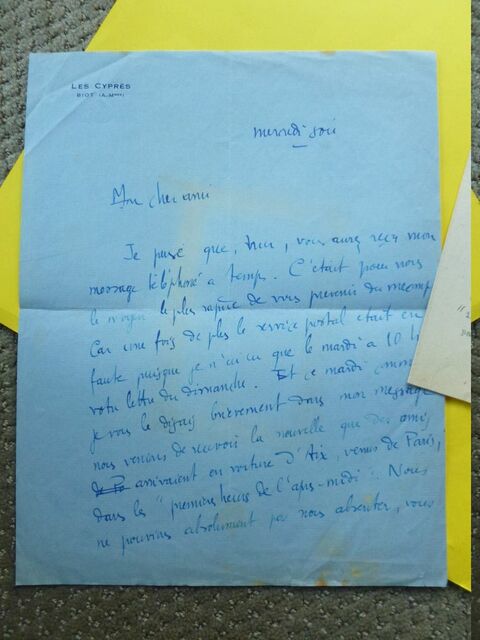 LES CYPRÈS
BIOT (A.-Mmes)
mercredi soir
Mon cher ami
Je pense que, hier, vous aurez reçu mon
message téléphoné à temps. C'était pour nous
le moyen le plus rapide de vous prévenir du
Car une fois de plus le service postal était en
faute puisque je n'ai eu que le mardi à 10 h
votre lettre du dimanche. Et ce mardi comme
je vous le disais brièvement dans mon message
nous venions de recevoir la nouvelle que des amis
arrivaient en voiture d'Aix, venus de Paris,
dans les "premières heures de l'après-midi". Nous
ne pouvions absolument pas nous absenter, vous